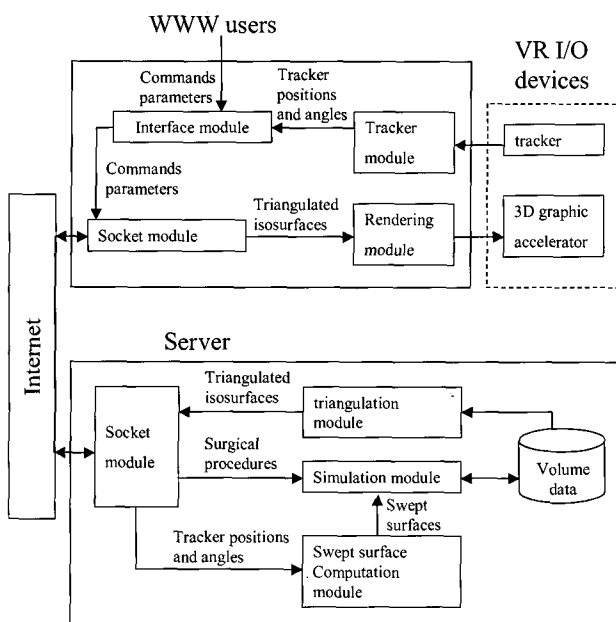 WWW users
VR I/O
devices
Commands
parameters
Tracker
positions
and angles
Interface module
Tracker
module
tracker
Commands
parameters
Triangulated
isosurfaces
Socket module
Rendering
module
3D graphic
accelerator
Internet
Server
Triangulated
isosurfaces
triangulation
module
Socket
module
Surgical
procedures
Simulation module
Volume
data
Swept
surfaces
Tracker positions
and angles
Swept surface
Computation
module